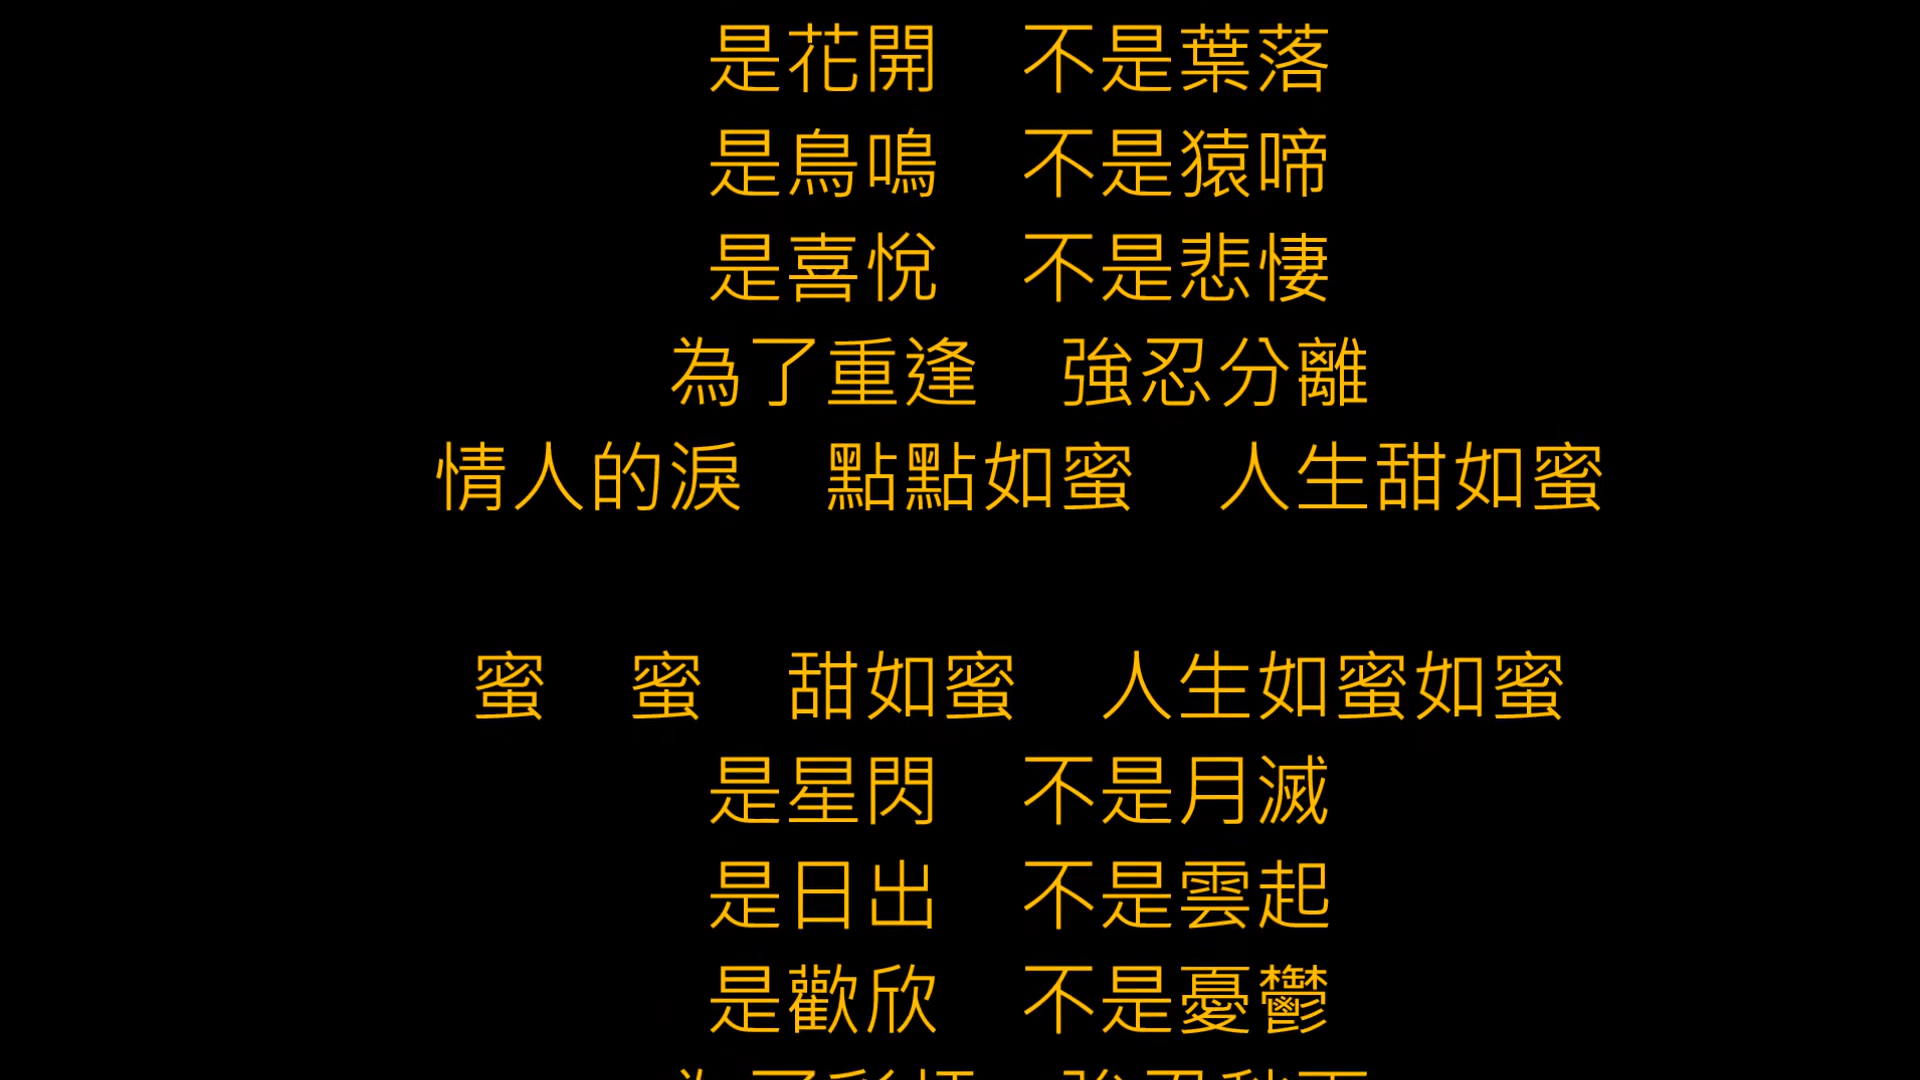 是花開　不是葉落
是鳥鳴　不是猿啼
是喜悅　不是悲悽
為了重逢　強忍分離
情人的淚　點點如蜜　人生甜如蜜
蜜　蜜　甜如蜜　人生如蜜如蜜
是星閃　不是月滅
是日出　不是雲起
是歡欣　不是憂鬱